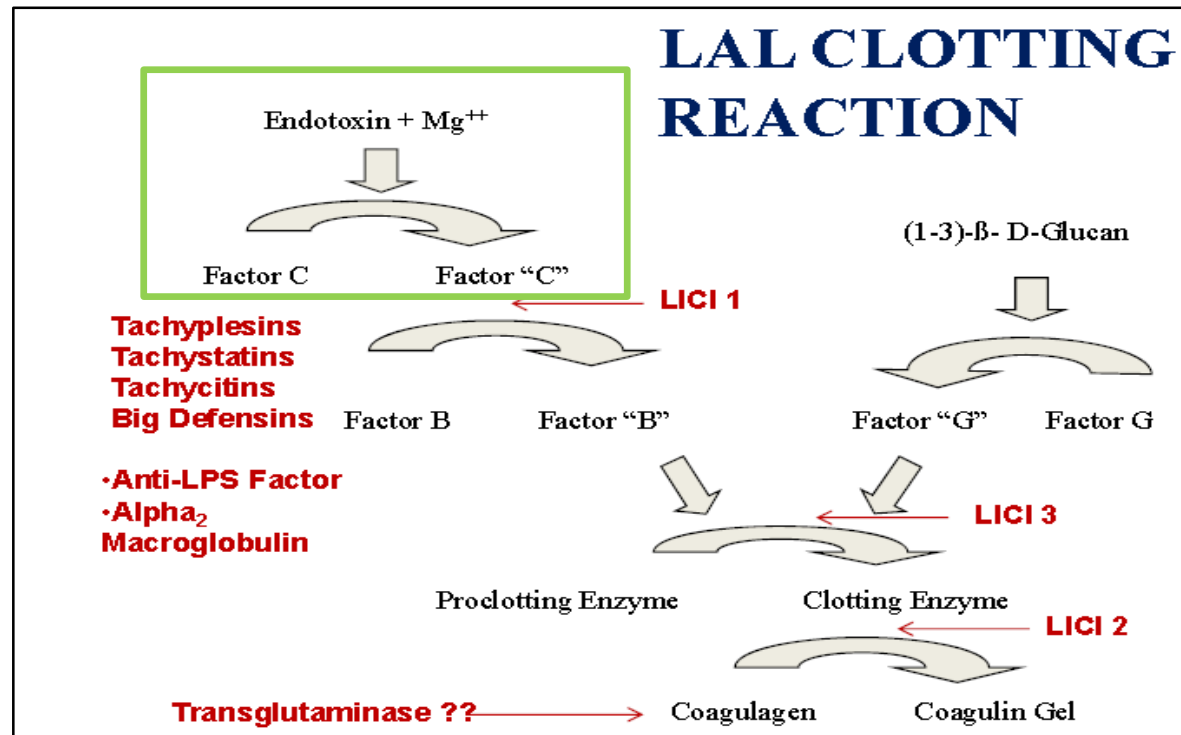 LAL CLOTTING
REACTION
Endotoxin + Mg⁺⁺
Factor C Factor “C”
(1-3)-ß- D-Glucan
LICI 1
Tachyplesins
Tachystatins
Tachycitins
Big Defensins
Factor B Factor “B”
Factor “G” Factor G
•Anti-LPS Factor
•Alpha₂
Macroglobulin
LICI 3
Proclotting Enzyme Clotting Enzyme
LICI 2
Transglutaminase ??
Coagulagen Coagulin Gel